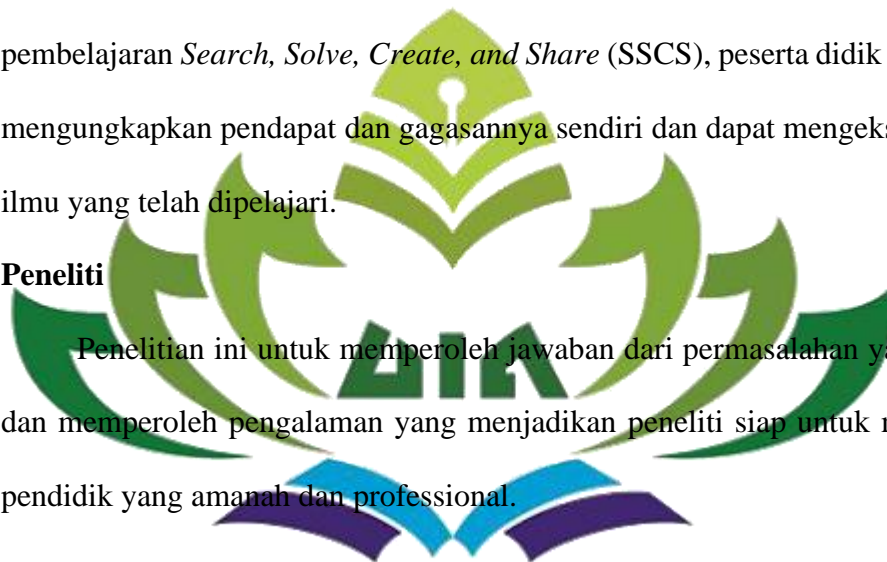 pembelajaran Search, Solve, Create, and Share (SSCS), peserta didik
mengungkapkan pendapat dan gagasannya sendiri dan dapat mengeks
ilmu yang telah dipelajari.
Peneliti
Penelitian ini untuk memperoleh jawaban dari permasalahan ya
dan memperoleh pengalaman yang menjadikan peneliti siap untuk
pendidik yang amanah dan professional.